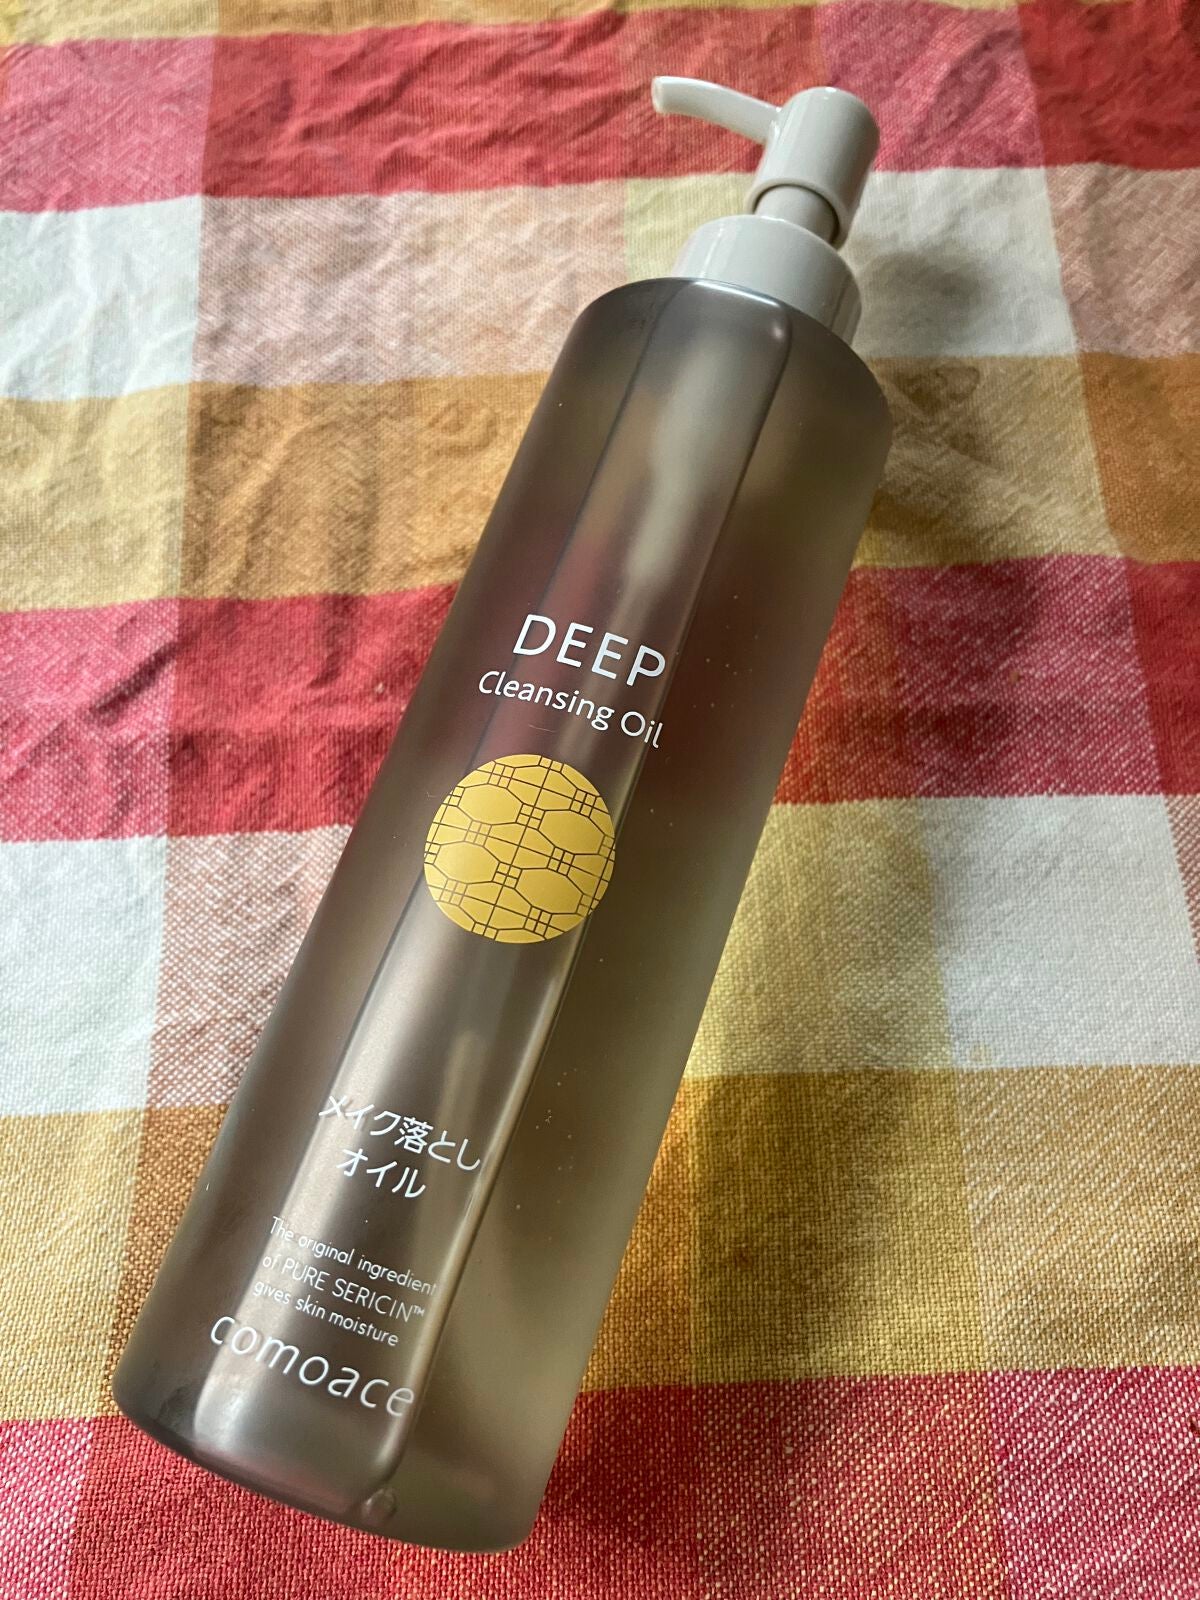 DEEP
Cleansing Oil
メイク落とし
オイル
The original ingredient
of PURE SERICIN™
gives skin moisture
comoace